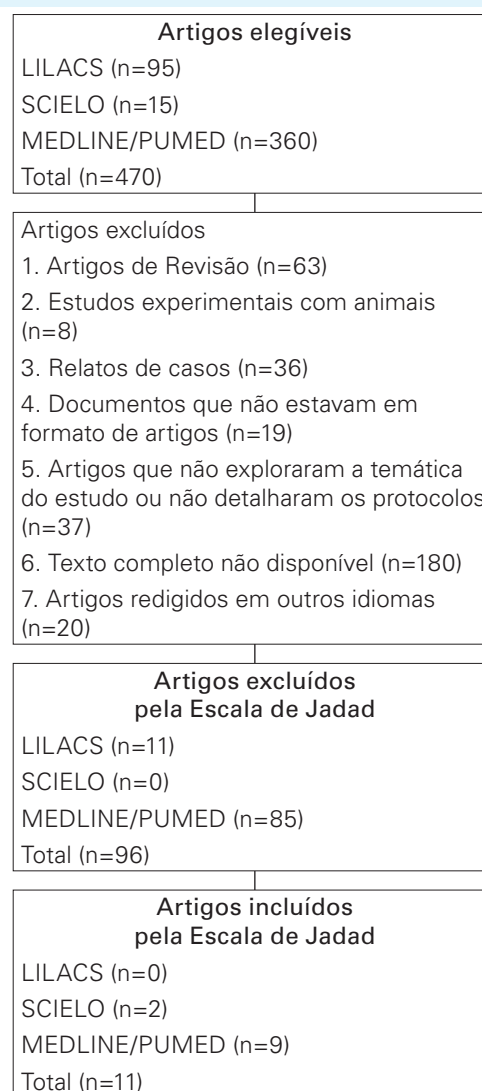 Artigos elegíveis
LILACS (n=95)
SCIELO (n=15)
MEDLINE/PUMED (n=360)
Total (n=470)
Artigos excluídos
1. Artigos de Revisão (n=63)
2. Estudos experimentais com animais
(n=8)
3. Relatos de casos (n=36)
4. Documentos que não estavam em
formato de artigos (n=19)
5. Artigos que não exploraram a temática
do estudo ou não detalharam os protocolos
(n=37)
6. Texto completo não disponível (n=180)
7. Artigos redigidos em outros idiomas
(n=20)
Artigos excluídos
pela Escala de Jadad
LILACS (n=11)
SCIELO (n=0)
MEDLINE/PUMED (n=85)
Total (n=96)
Artigos incluídos
pela Escala de Jadad
LILACS (n=0)
SCIELO (n=2)
MEDLINE/PUMED (n=9)
Total (n=11)